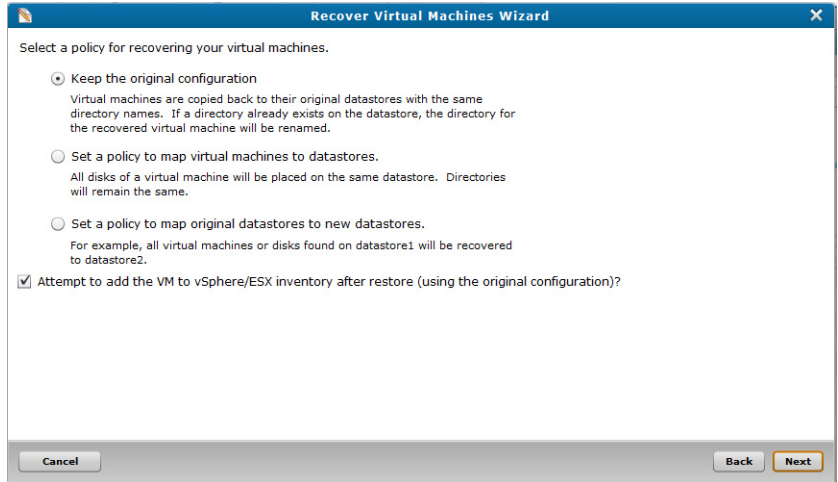 Recover Virtual Machines Wizard
Select a policy for recovering your virtual machines.
Keep the original configuration
Virtual machines are copied back to their original datastores with the same
directory names. If a directory already exists on the datastore, the directory for
the recovered virtual machine will be renamed.
Set a policy to map virtual machines to datastores.
All disks of a virtual machine will be placed on the same datastore. Directories
will remain the same.
Set a policy to map original datastores to new datastores.
For example, all virtual machines or disks found on datastore1 will be recovered
to datastore2.
Attempt to add the VM to vSphere/ESX inventory after restore (using the original configuration)?
Cancel Back Next